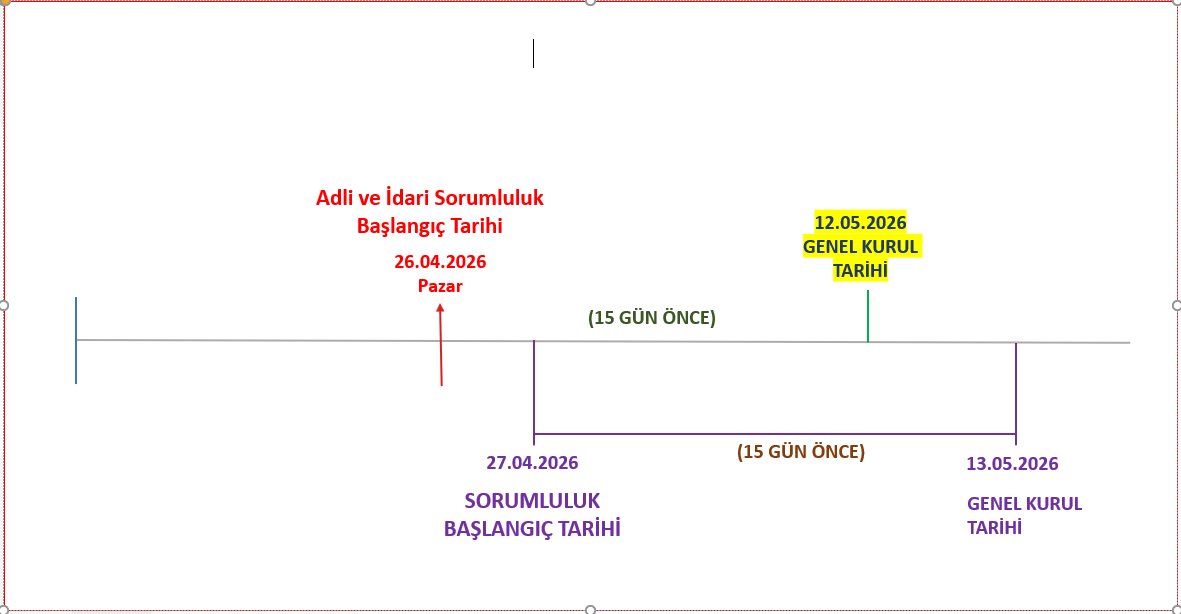 Adli ve İdari Sorumluluk
Başlangıç Tarihi
26.04.2026
Pazar
12.05.2026
GENEL KURUL
TARİHİ
(15 GÜN ÖNCE)
(15 GÜN ÖNCE)
27.04.2026
SORUMLULUK
BAŞLANGIÇ TARİHİ
13.05.2026
GENEL KURUL
TARİHİ